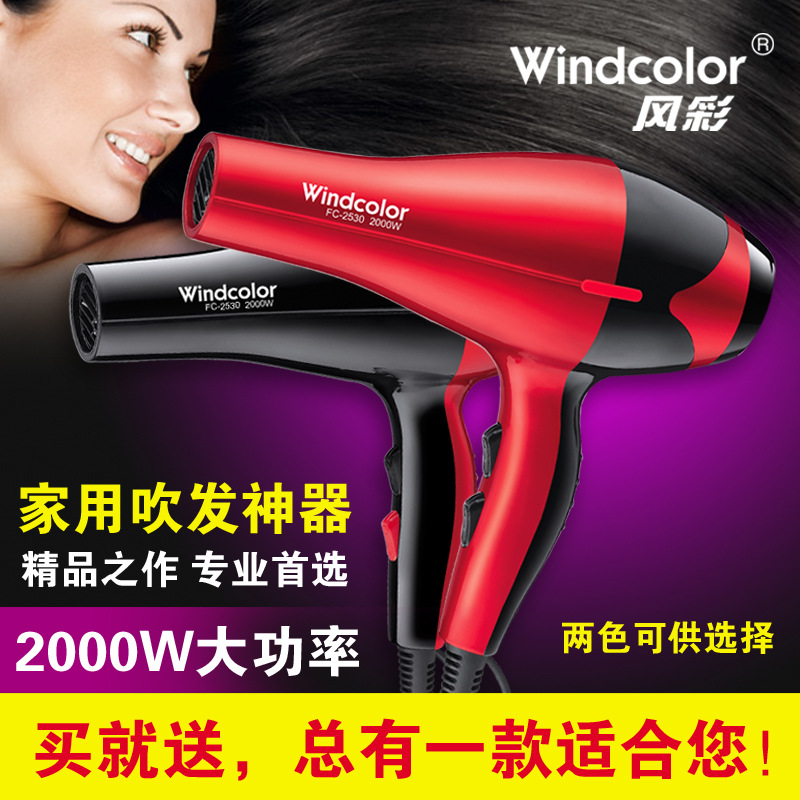 Windcolor®
风彩
Windcolor
FC-2530 2000W
Windcolor
FC-2530 2000W
家用吹发神器
精品之作 专业首选
2000W大功率
两色可供选择
买就送，总有一款适合您！